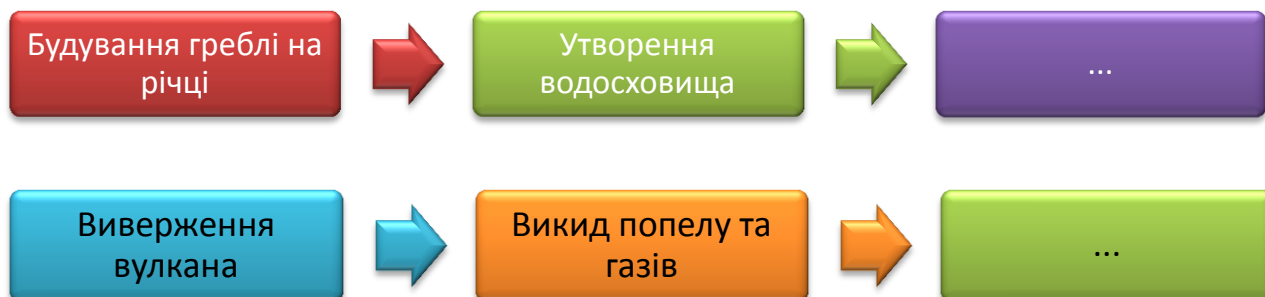 Будування греблі на
річці
Утворення
водосховища
...
Виверження
вулкана
Викид попелу та
газів
...